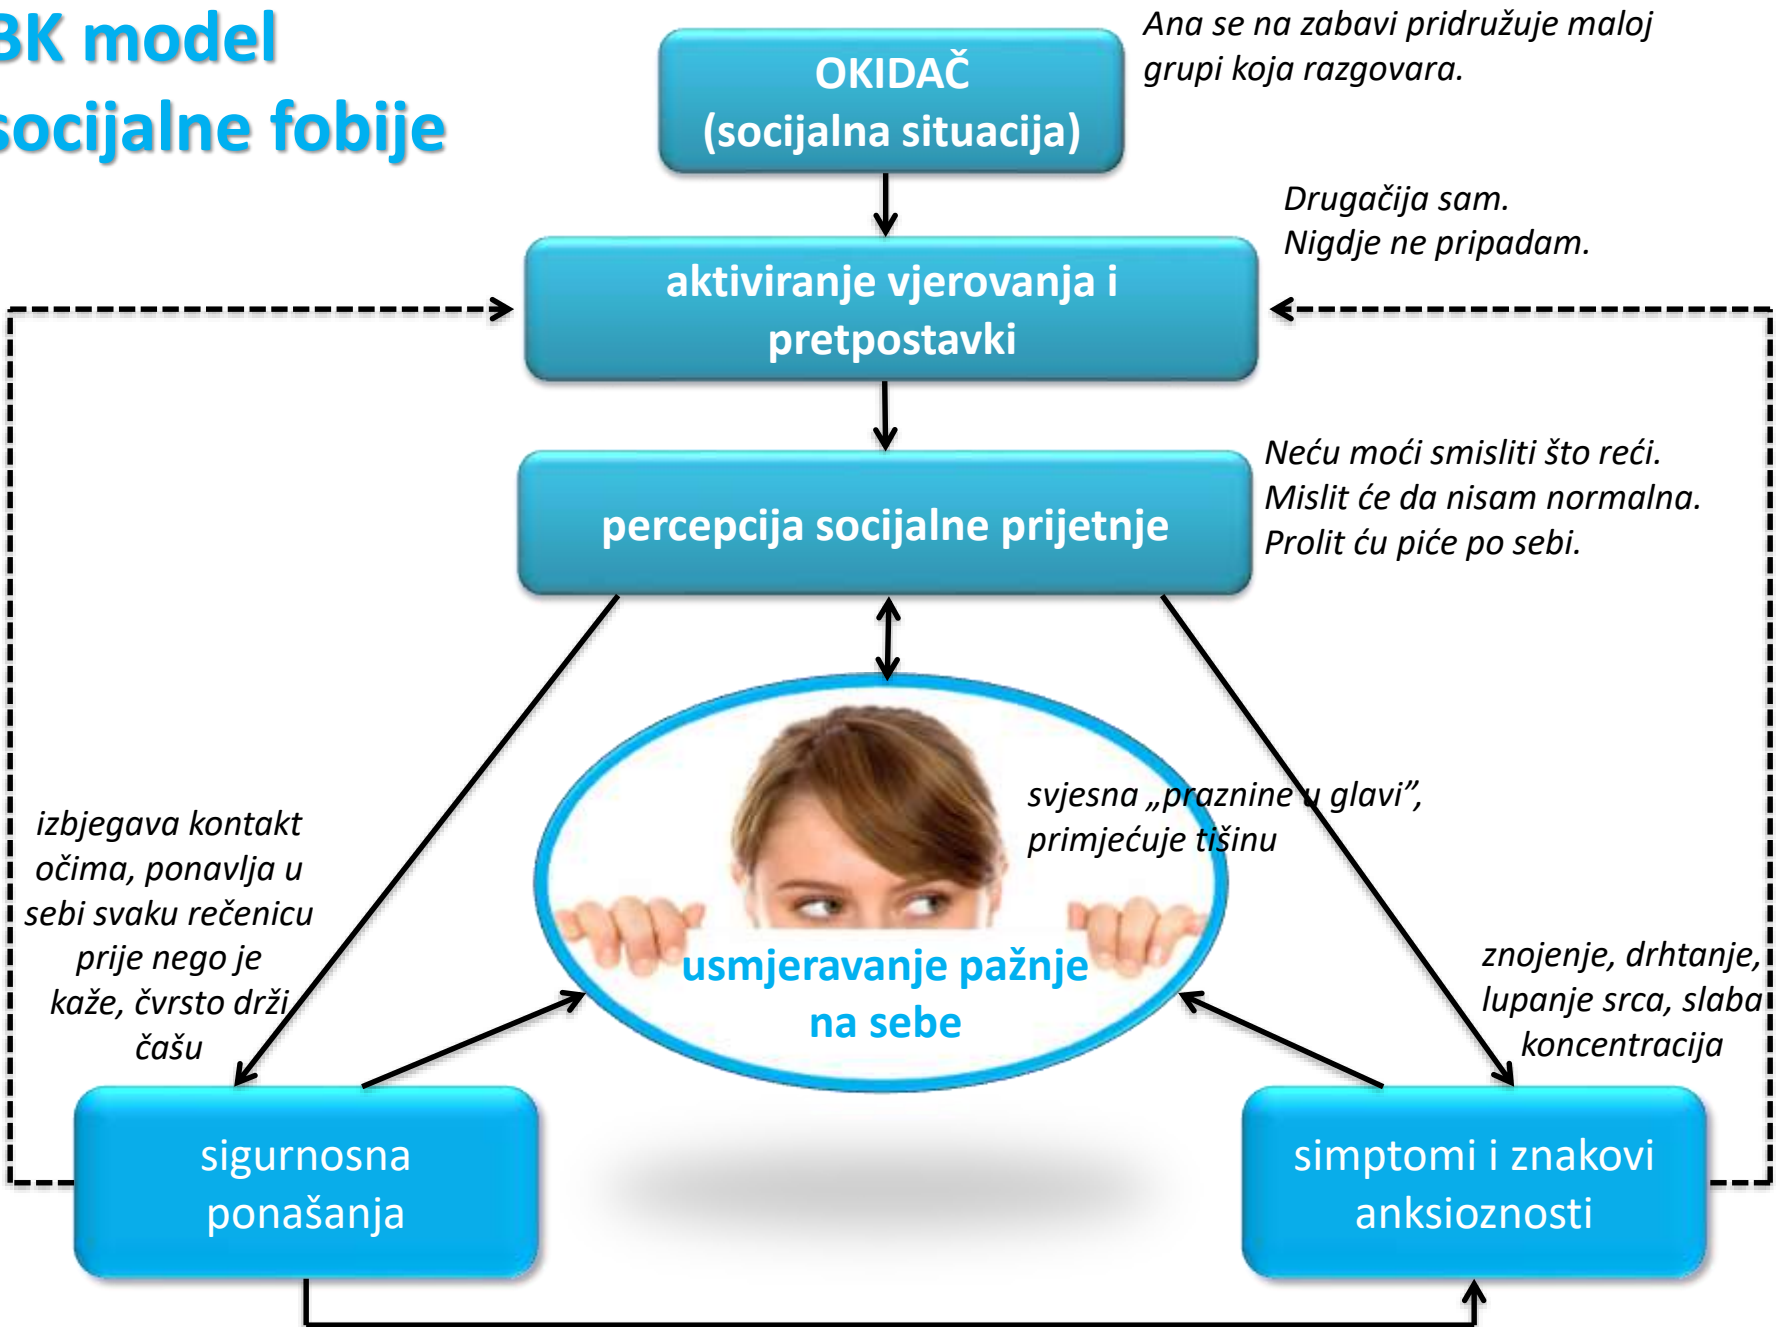 BK model
socijalne fobije
OKIDAČ
(socijalna situacija)
Ana se na zabavi pridružuje maloj
grupi koja razgovara.
Drugačija sam.
Nigdje ne pripadam.
aktiviranje vjerovanja i
pretpostavki
Neću moći smisliti što reći.
Mislit će da nisam normalna.
Prolit ću piće po sebi.
percepcija socijalne prijetnje
svjesna „praznine u glavi”,
primjećuje tišinu
izbjegava kontakt
očima, ponavlja u
sebi svaku rečenicu
prije nego je
kaže, čvrsto drži
čašu
usmjeravanje pažnje
na sebe
znojenje, drhtanje,
lupanje srca, slaba
koncentracija
sigurnosna
ponašanja
simptomi i znakovi
anksioznosti